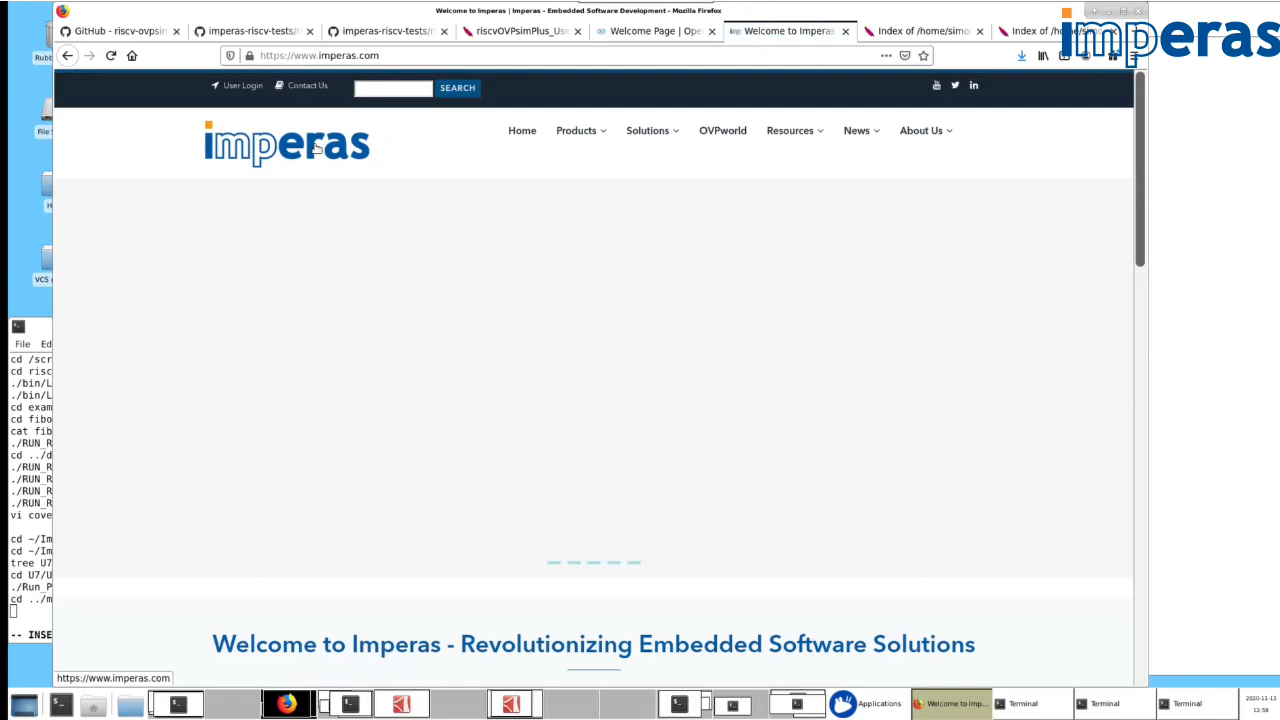 Welcome to Imperas | Imperas - Embedded Software Development - Mozilla Firefox
GitHub - riscv-ovpsim
imperas-riscv-tests/
imperas-riscv-tests/
riscvOVPsimPlus_Use
Welcome Page | Ope
Welcome to Imperas
Index of /home/simo
Index of /home/
imperas
https://www.imperas.com
User Login
Contact Us
SEARCH
imperas
Home
Products
Solutions
OVPworld
Resources
News
About Us
Rubb
File S
H
VCS
File Ed
cd /scr
cd risc
./bin/L
./bin/L
cd exam
cd fibo
cat fib
./RUN_R
cd ../d
./RUN_R
./RUN_R
./RUN_R
./RUN_R
vi cove
cd ~/Im
cd ~/Im
tree U7
cd U7/U
./Run_P
cd ../m
-- INSE
Welcome to Imperas - Revolutionizing Embedded Software Solutions
https://www.imperas.com
Applications
Welcome to Imp...
Terminal
Terminal
Terminal
2020-11-13
12:58